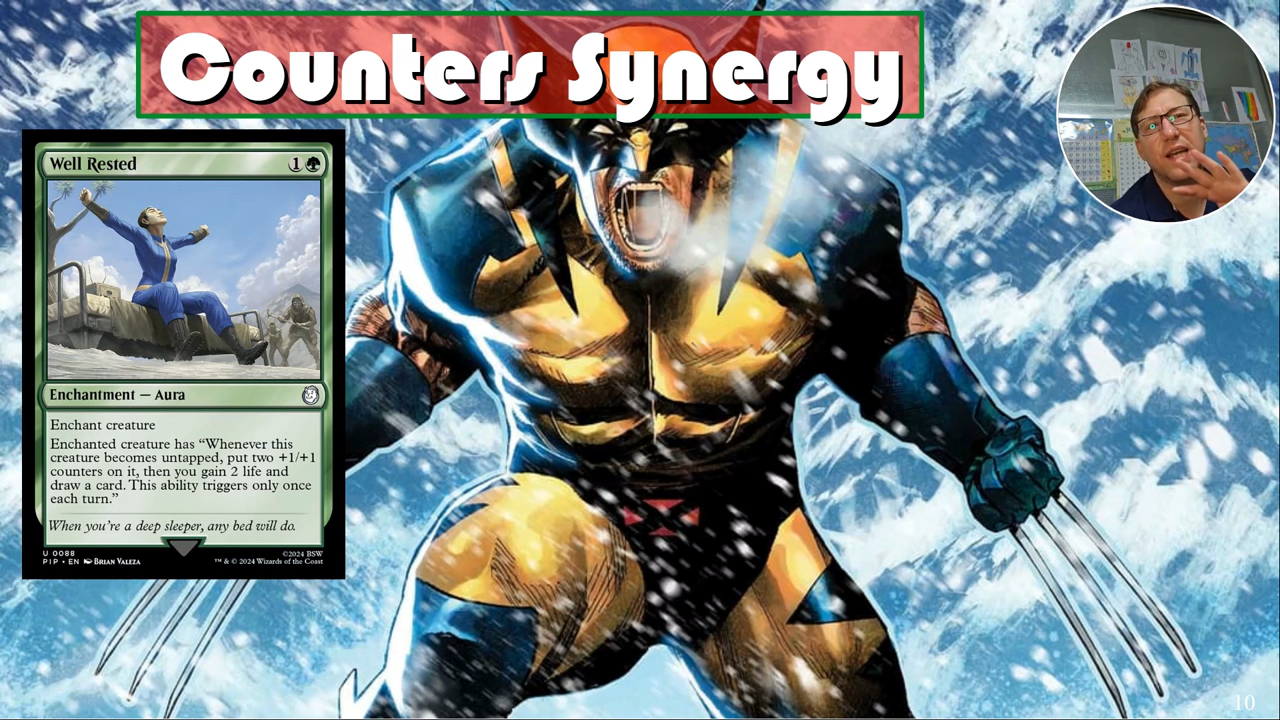 Counters Synergy
Well Rested 1
Enchantment — Aura
Enchant creature
Enchanted creature has “Whenever this
creature becomes untapped, put two +1/+1
counters on it, then you gain 2 life and
draw a card. This ability triggers only once
each turn.”
When you’re a deep sleeper, any bed will do.
U 0088
PIP • EN BRIAN VALEZA
©2024 BSW
™ & © 2024 Wizards of the Coast
10